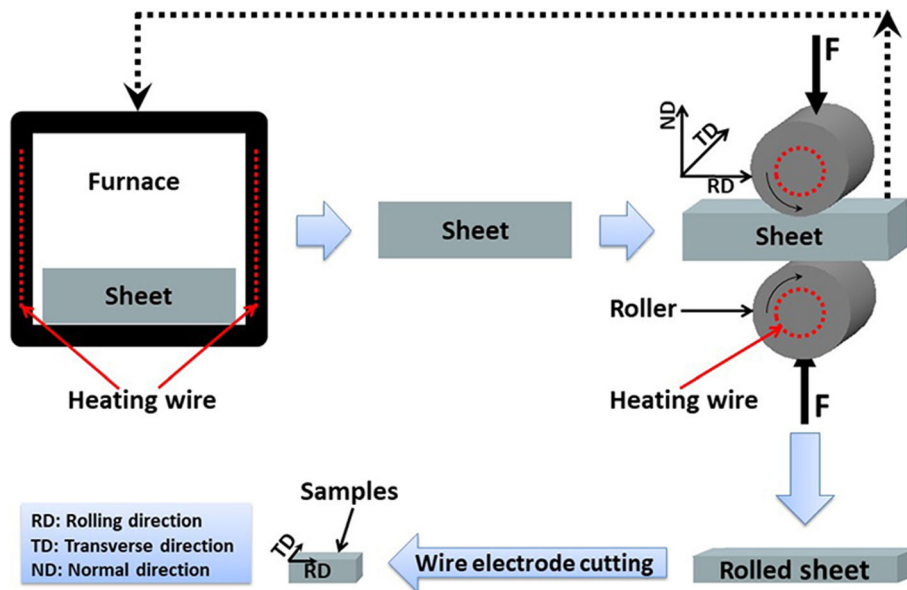 F
ND
TD
RD
Furnace
Sheet
Sheet
Sheet
Roller
Heating wire
Heating wire
F
Samples
RD: Rolling direction
TD: Transverse direction
ND: Normal direction
TD
RD
Wire electrode cutting
Rolled sheet